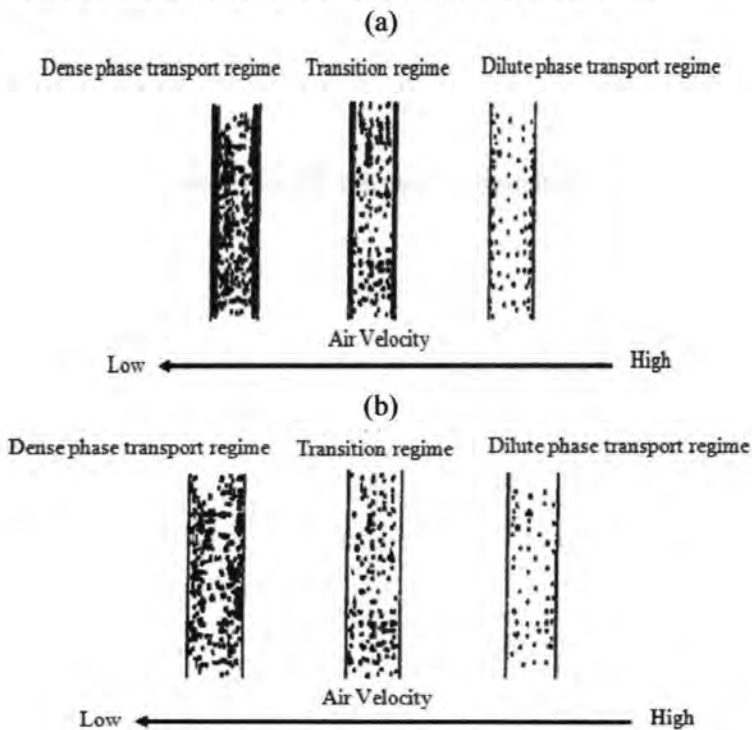 (a)
Dense phase transport regime Transition regime Dilute phase transport regime
Air Velocity
Low High
(b)
Dense phase transport regime Transition regime Dilute phase transport regime
Air Velocity
Low High